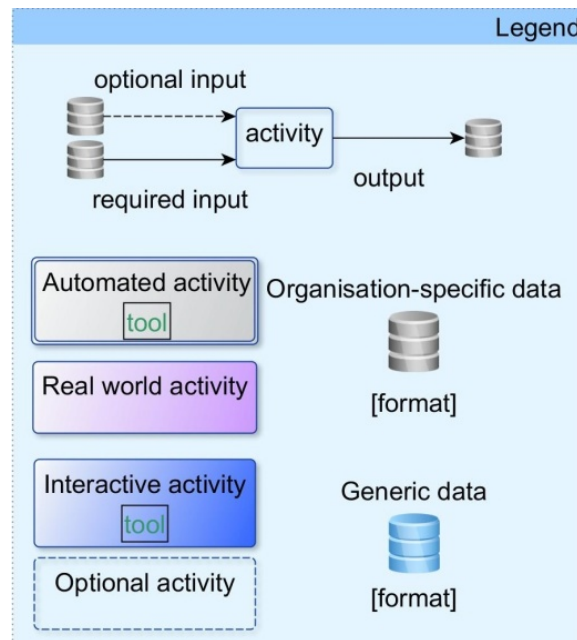 Legend
optional input
activity
output
required input
Automated activity
tool
Organisation-specific data
[format]
Real world activity
Interactive activity
tool
Generic data
[format]
Optional activity